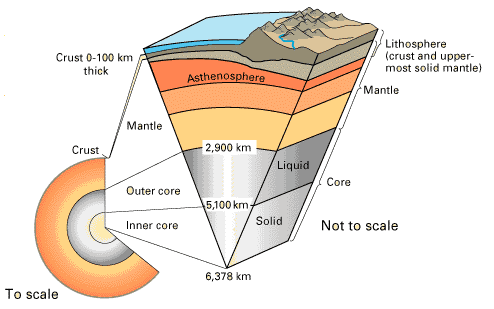 Crust 0-100 km
thick
Asthenosphere
Lithosphere
(crust and upper-
most solid mantle)
Mantle
Mantle
Crust
2,900 km
Liquid
Core
Outer core
5,100 km
Inner core
Solid
Not to scale
6,378 km
To scale